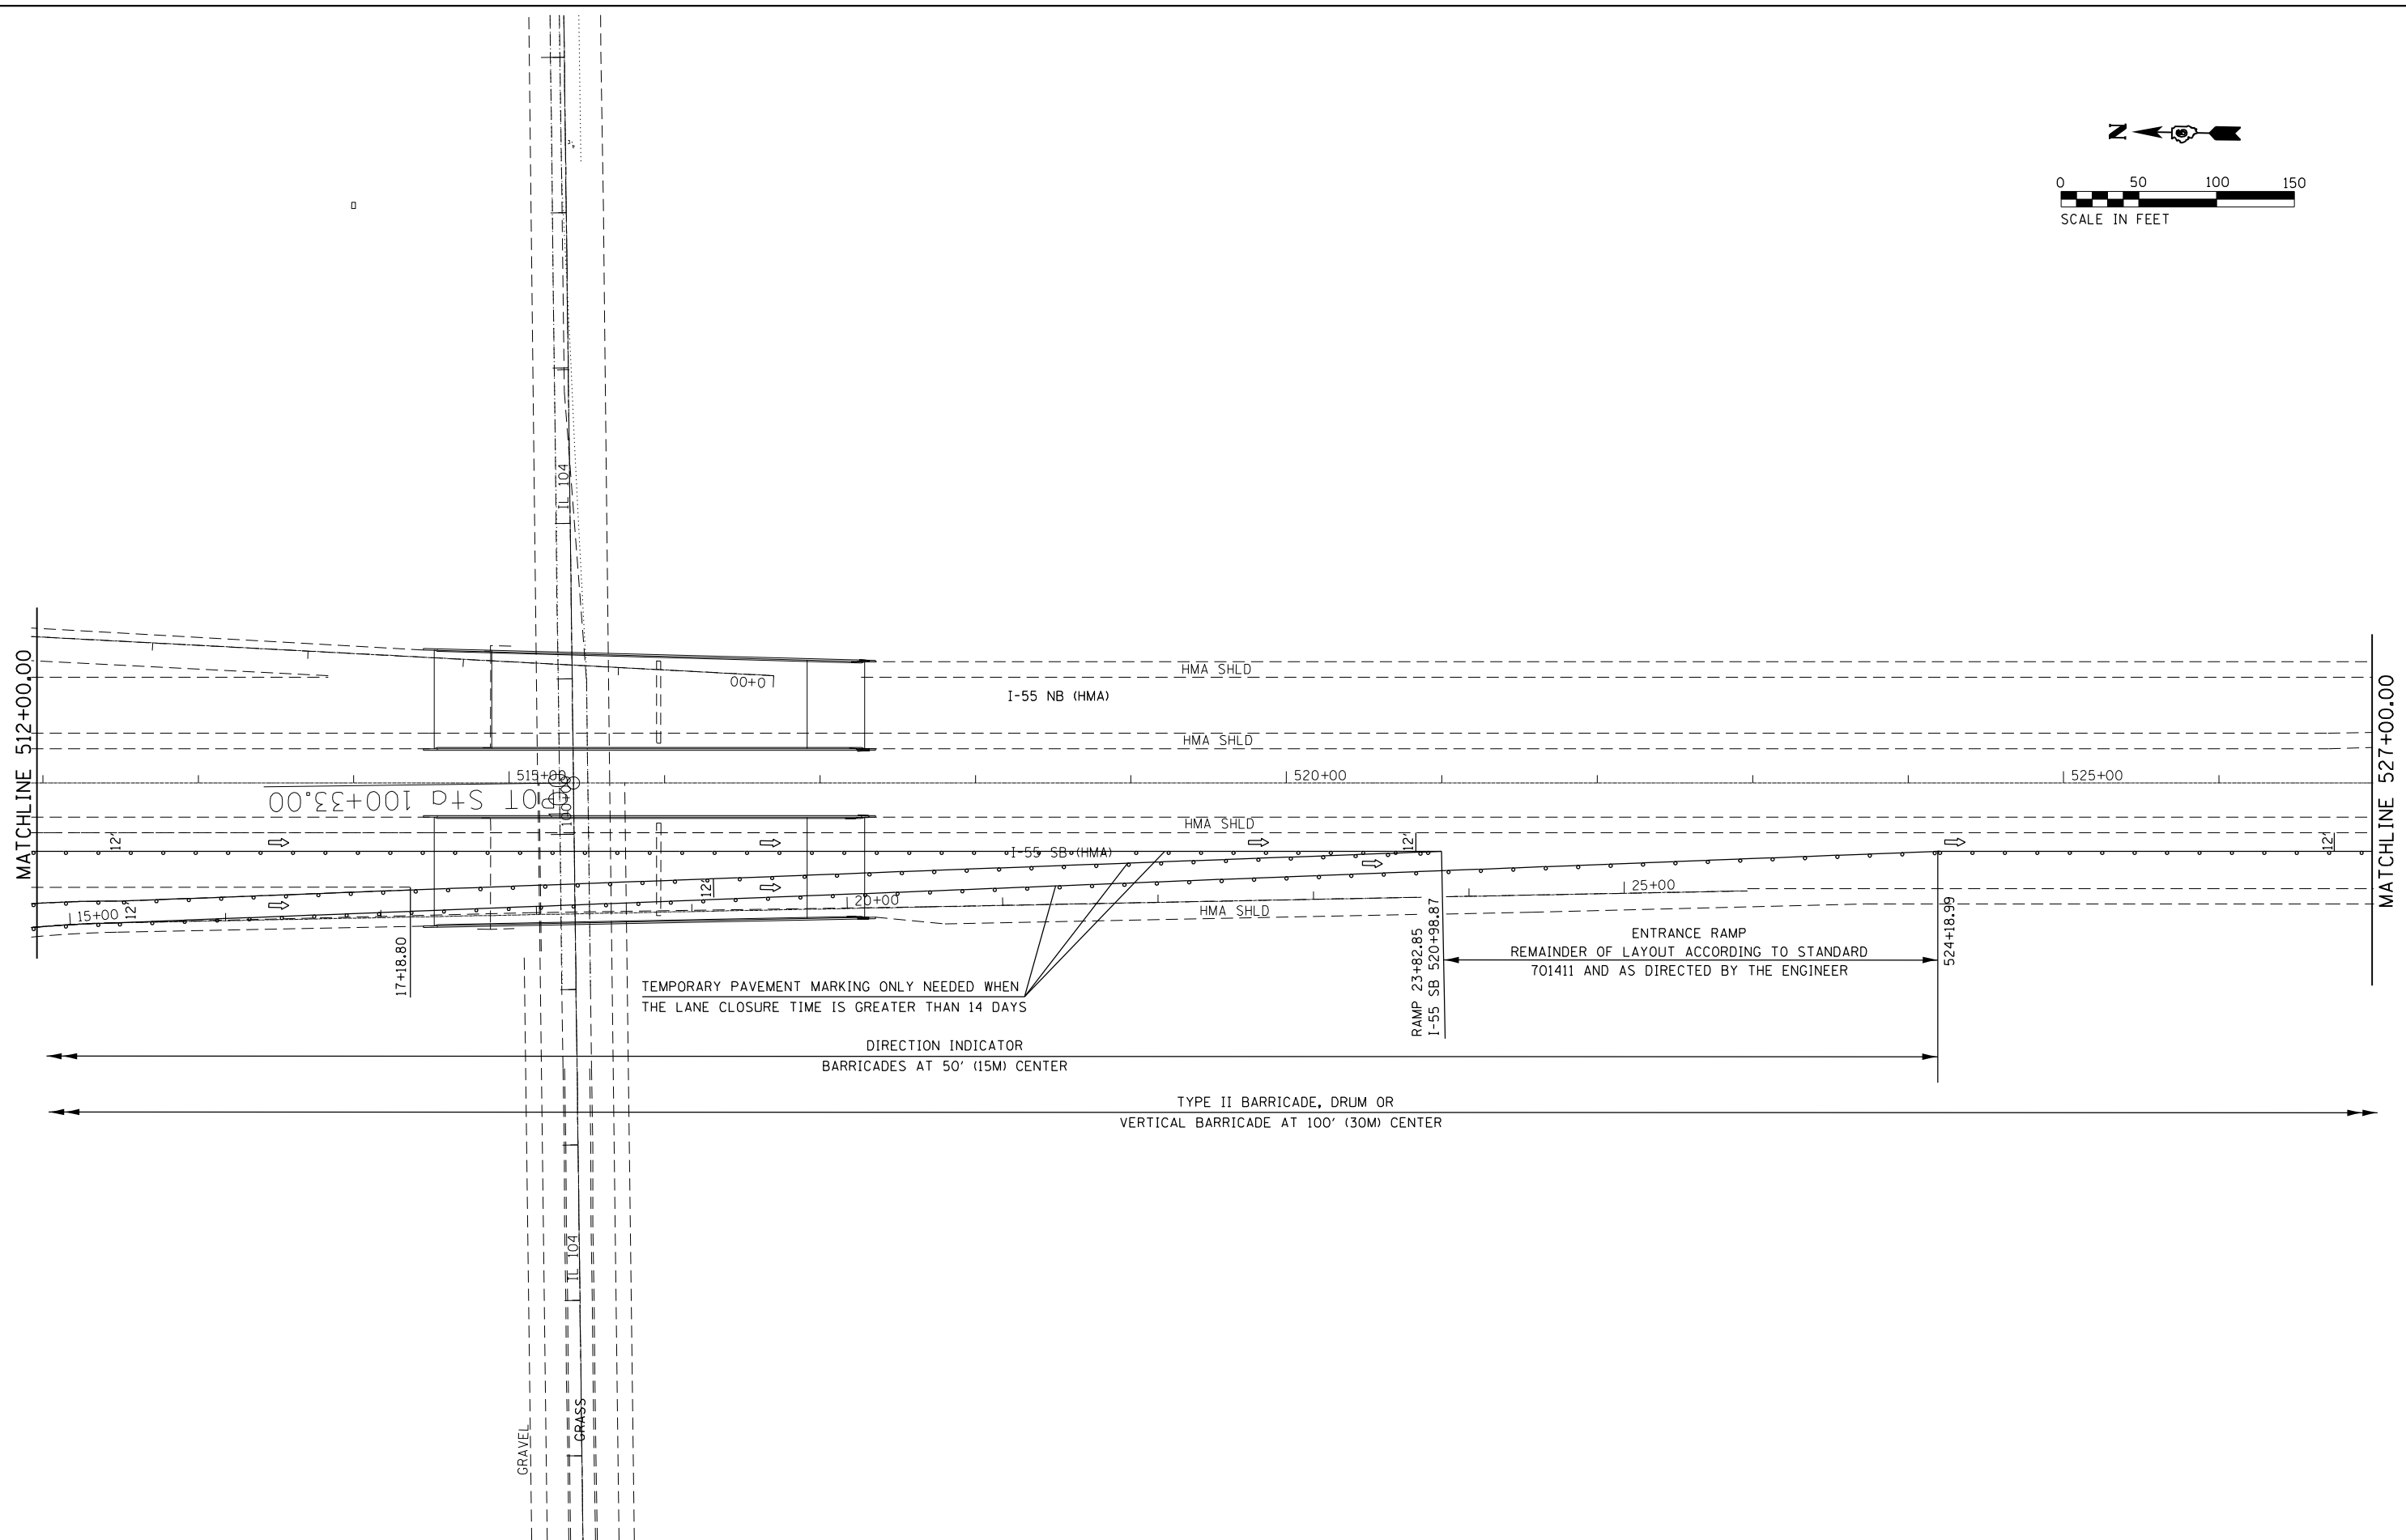 N
0 50 100 150
SCALE IN FEET
IL 104
MATCHLINE 512+00.00
MATCHLINE 527+00.00
HMA SHLD
0+00
I-55 NB (HMA)
HMA SHLD
515+00
520+00
525+00
POT Sta 100+33.00
HMA SHLD
12'
12'
12'
I-55 SB (HMA)
12'
12'
15+00
20+00
25+00
HMA SHLD
17+18.80
RAMP 23+82.85
I-55 SB 520+98.87
524+18.99
ENTRANCE RAMP
REMAINDER OF LAYOUT ACCORDING TO STANDARD
701411 AND AS DIRECTED BY THE ENGINEER
TEMPORARY PAVEMENT MARKING ONLY NEEDED WHEN
THE LANE CLOSURE TIME IS GREATER THAN 14 DAYS
DIRECTION INDICATOR
BARRICADES AT 50' (15M) CENTER
TYPE II BARRICADE, DRUM OR
VERTICAL BARRICADE AT 100' (30M) CENTER
IL 104
GRASS
GRAVEL